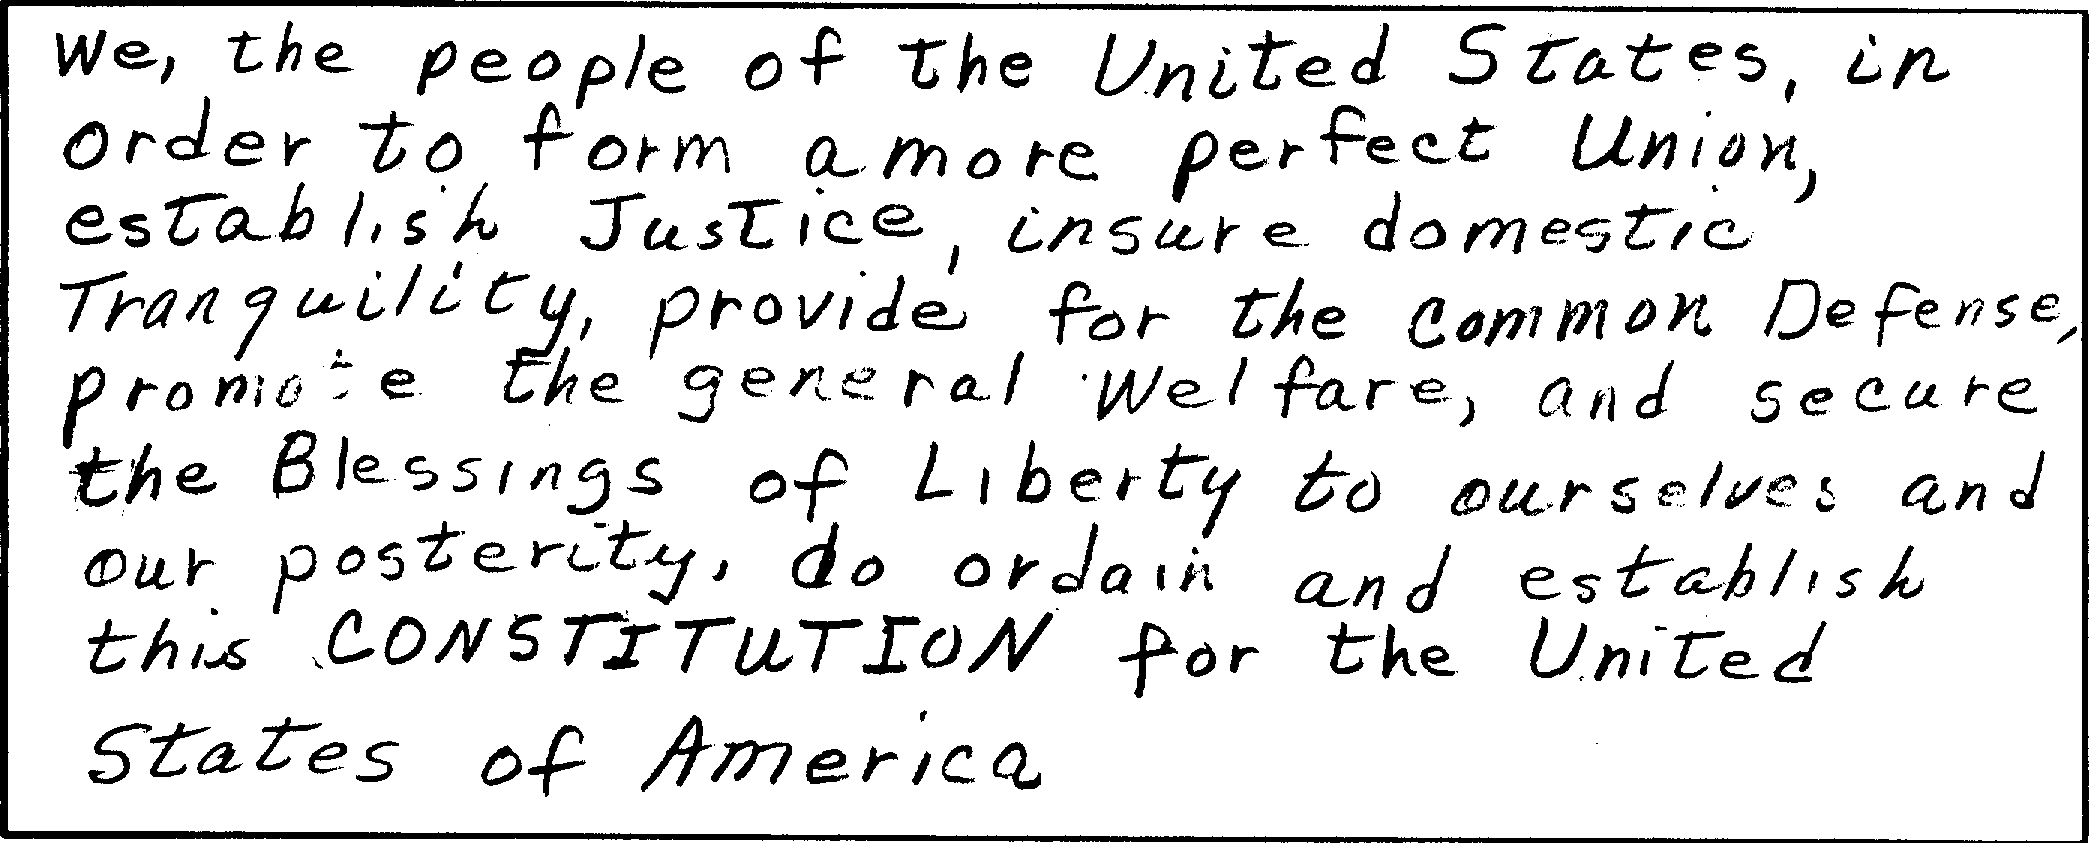 We, the people of the United States, in
order to form a more perfect Union,
establish Justice, insure domestic
Tranquility, provide for the common Defense,
promote the general Welfare, and secure
the Blessings of Liberty to ourselves and
our posterity, do ordain and establish
this CONSTITUTION for the United
States of America